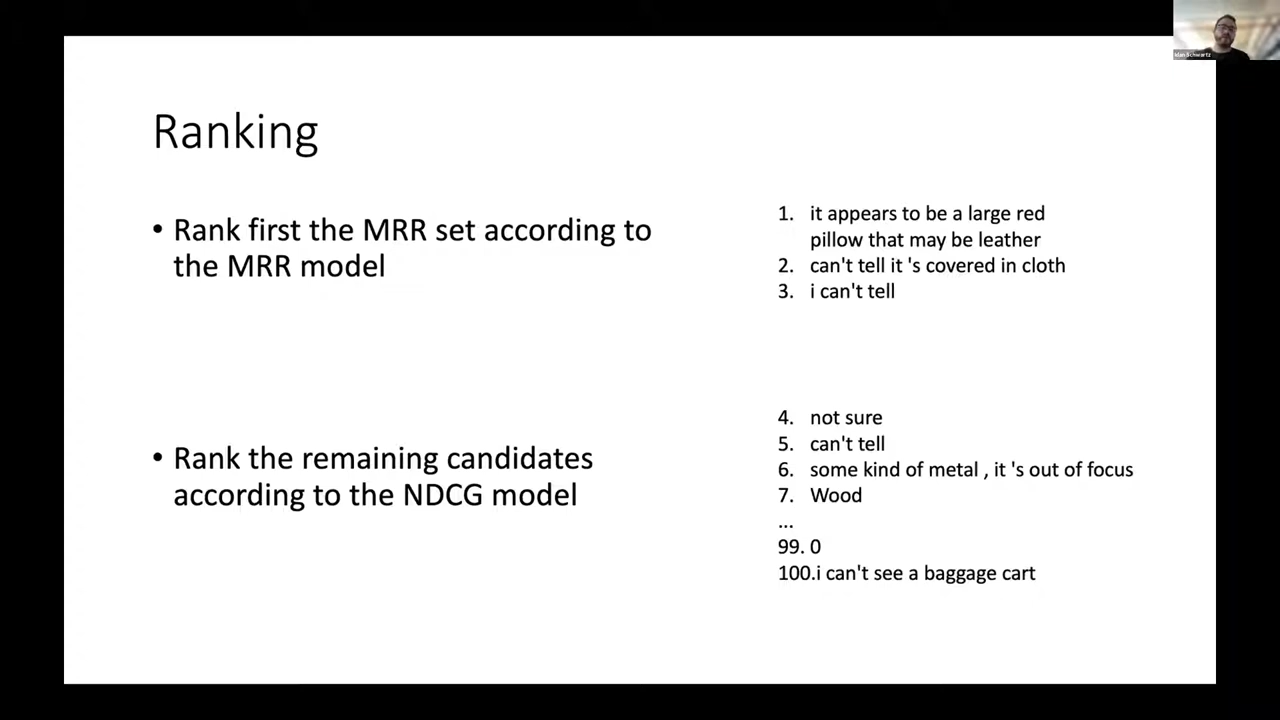 Idan Schwartz
Ranking
• Rank first the MRR set according to
the MRR model
1. it appears to be a large red
pillow that may be leather
2. can't tell it 's covered in cloth
3. i can't tell
• Rank the remaining candidates
according to the NDCG model
4. not sure
5. can't tell
6. some kind of metal , it 's out of focus
7. Wood
...
99. 0
100.i can't see a baggage cart